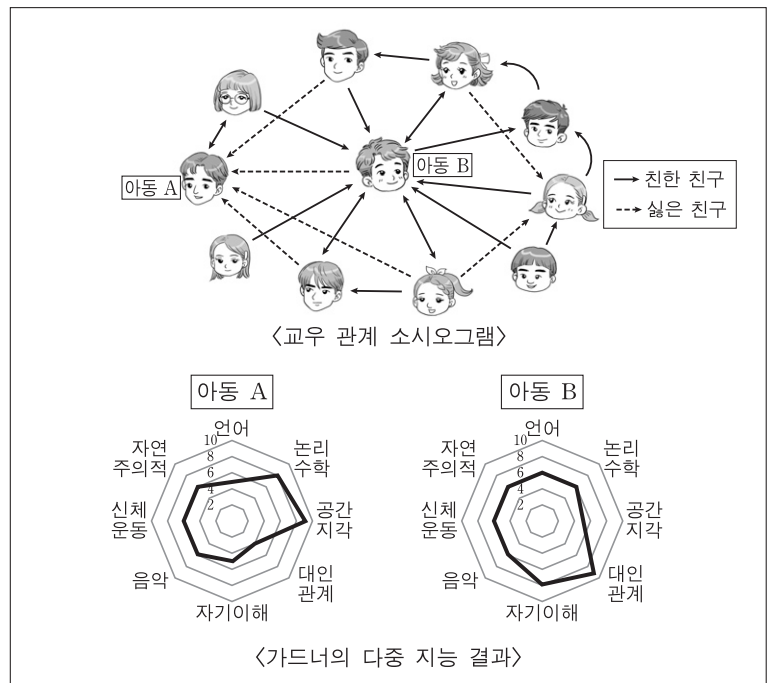 아동 A
아동 B
친한 친구
싫은 친구
〈교우 관계 소시오그램〉
아동 A
아동 B
언어
논리
수학
공간
지각
대인
관계
자기이해
음악
신체
운동
자연
주의적
10
8
6
4
2
언어
논리
수학
공간
지각
대인
관계
자기이해
음악
신체
운동
자연
주의적
10
8
6
4
2
〈가드너의 다중 지능 결과〉